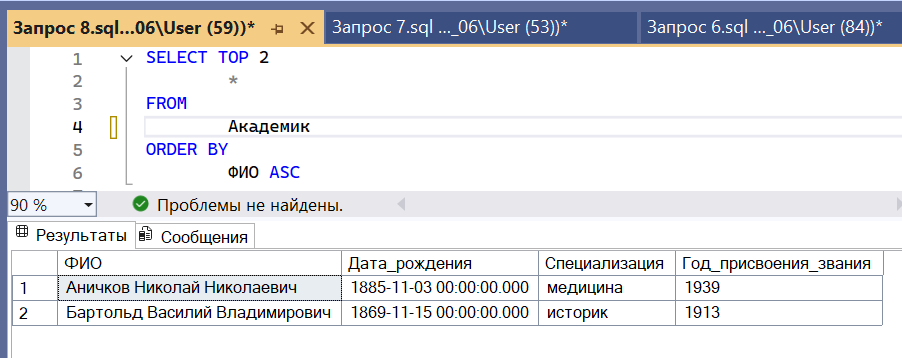 Запрос 8.sql...06\User (59))* Запрос 7.sql ..._06\User (53))* Запрос 6.sql ..._06\User (84))*
1 SELECT TOP 2
2 *
3 FROM
4 Академик
5 ORDER BY
6 ФИО ASC
90 % Проблемы не найдены.
Результаты Сообщения
ФИО Дата_рождения Специализация Год_присвоения_звания
1 Аничков Николай Николаевич 1885-11-03 00:00:00.000 медицина 1939
2 Бартольд Василий Владимирович 1869-11-15 00:00:00.000 историк 1913